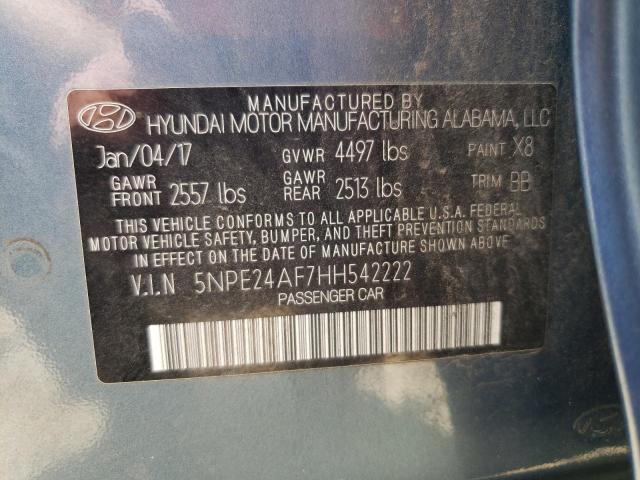 MANUFACTURED BY
HYUNDAI MOTOR MANUFACTURING ALABAMA, LLC
Jan/04/17 GVWR 4497 lbs PAINT X8
GAWR FRONT 2557 lbs GAWR REAR 2513 lbs TRIM BB
THIS VEHICLE CONFORMS TO ALL APPLICABLE U.S.A. FEDERAL
MOTOR VEHICLE SAFETY, BUMPER, AND THEFT PREVENTION STANDARDS
IN EFFECT ON THE DATE OF MANUFACTURE SHOWN ABOVE.
V.I.N 5NPE24AF7HH542222
PASSENGER CAR